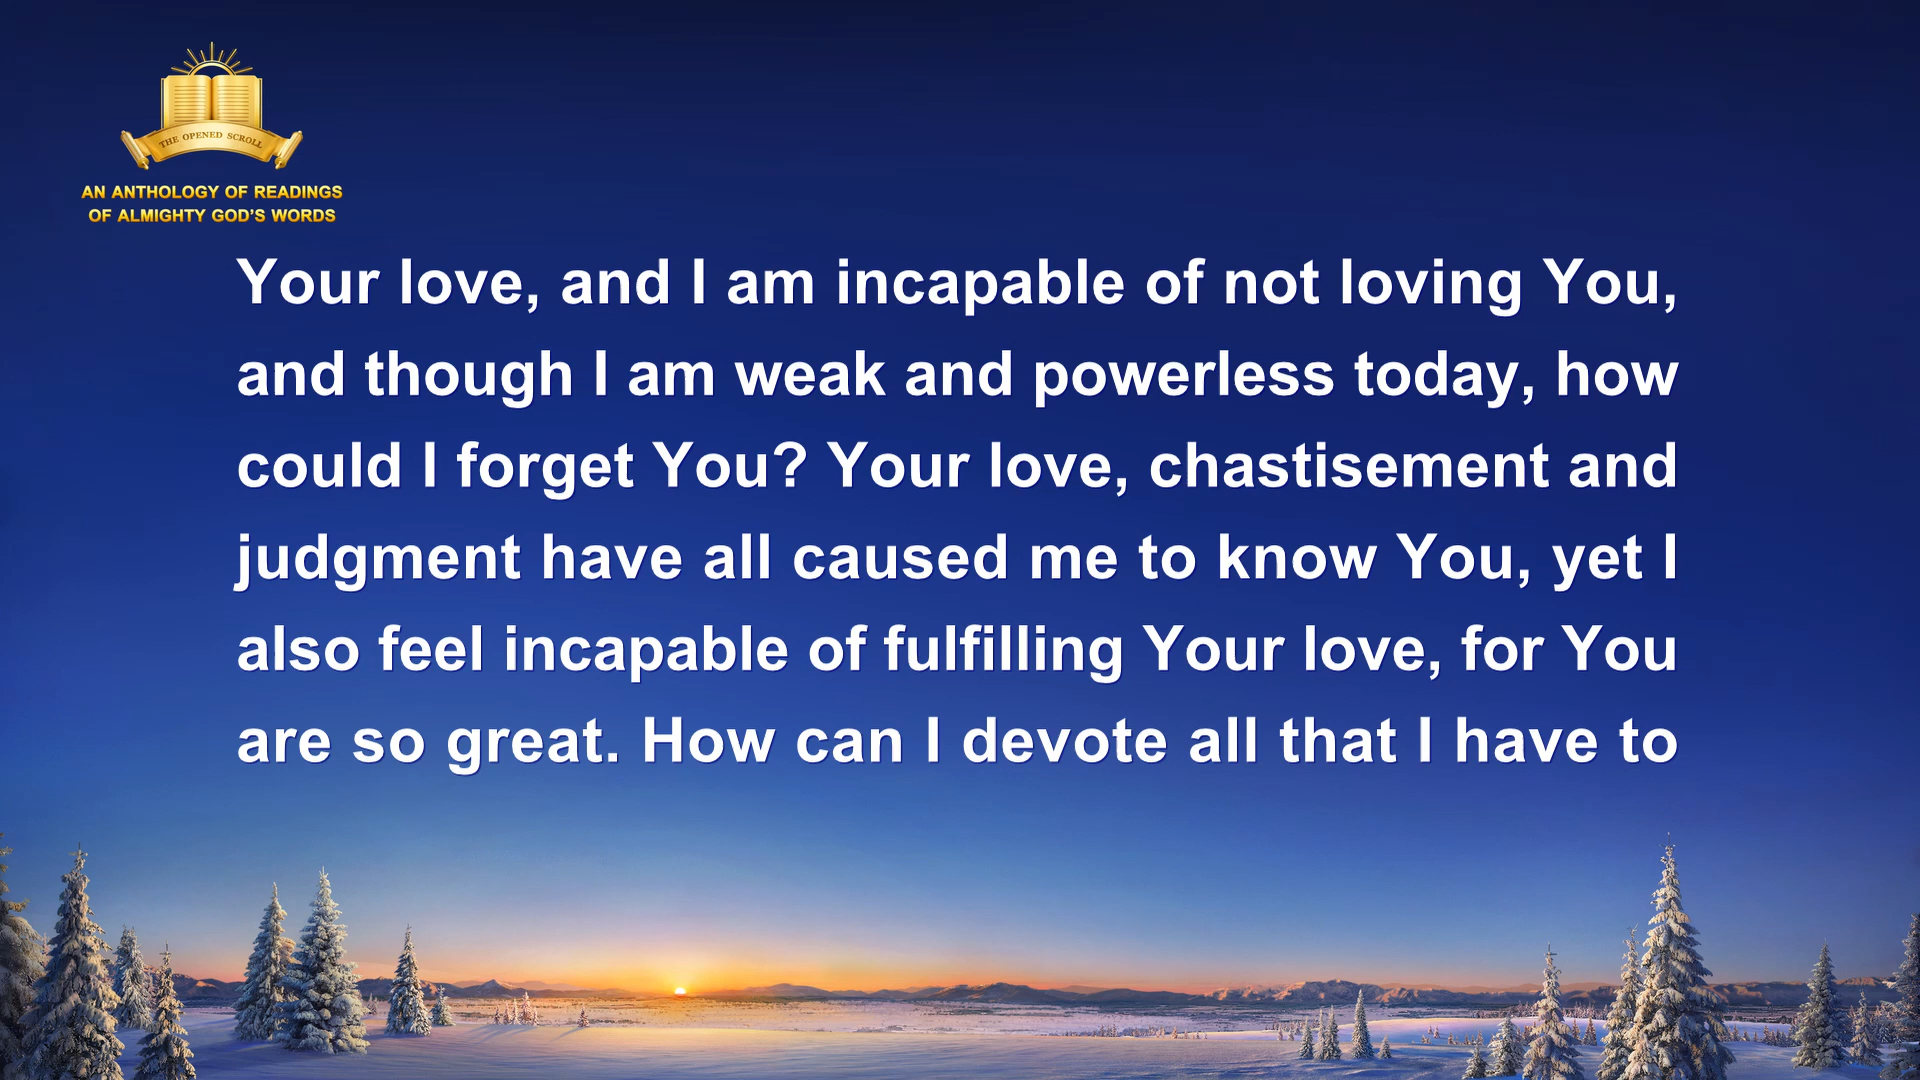 THE OPENED SCROLL
AN ANTHOLOGY OF READINGS
OF ALMIGHTY GOD'S WORDS
Your love, and I am incapable of not loving You,
and though I am weak and powerless today, how
could I forget You? Your love, chastisement and
judgment have all caused me to know You, yet I
also feel incapable of fulfilling Your love, for You
are so great. How can I devote all that I have to